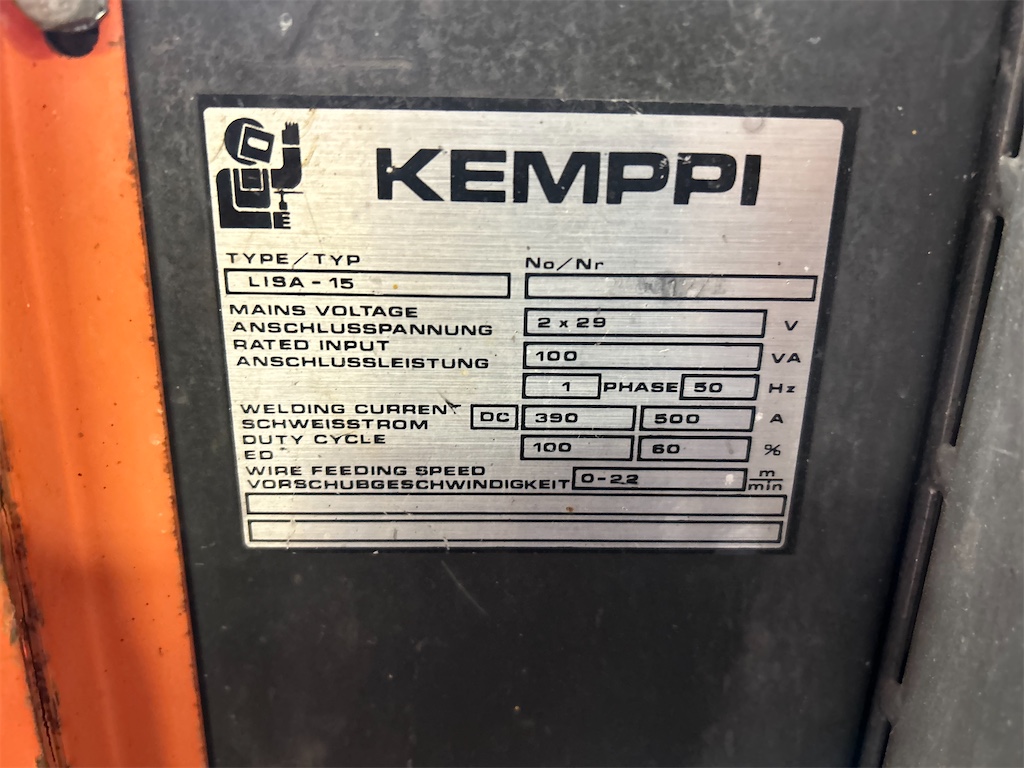 KEMPPI
E
TYPE/TYP No/Nr
LISA-15
MAINS VOLTAGE
ANSCHLUSSPANNUNG 2 x 29 V
RATED INPUT
ANSCHLUSSLEISTUNG 100 VA
1 PHASE 50 Hz
WELDING CURRENT
SCHWEISSTROM DC 390 500 A
DUTY CYCLE
ED 100 60 %
WIRE FEEDING SPEED
VORSCHUBGESCHWINDIGKEIT 0-22 m/min